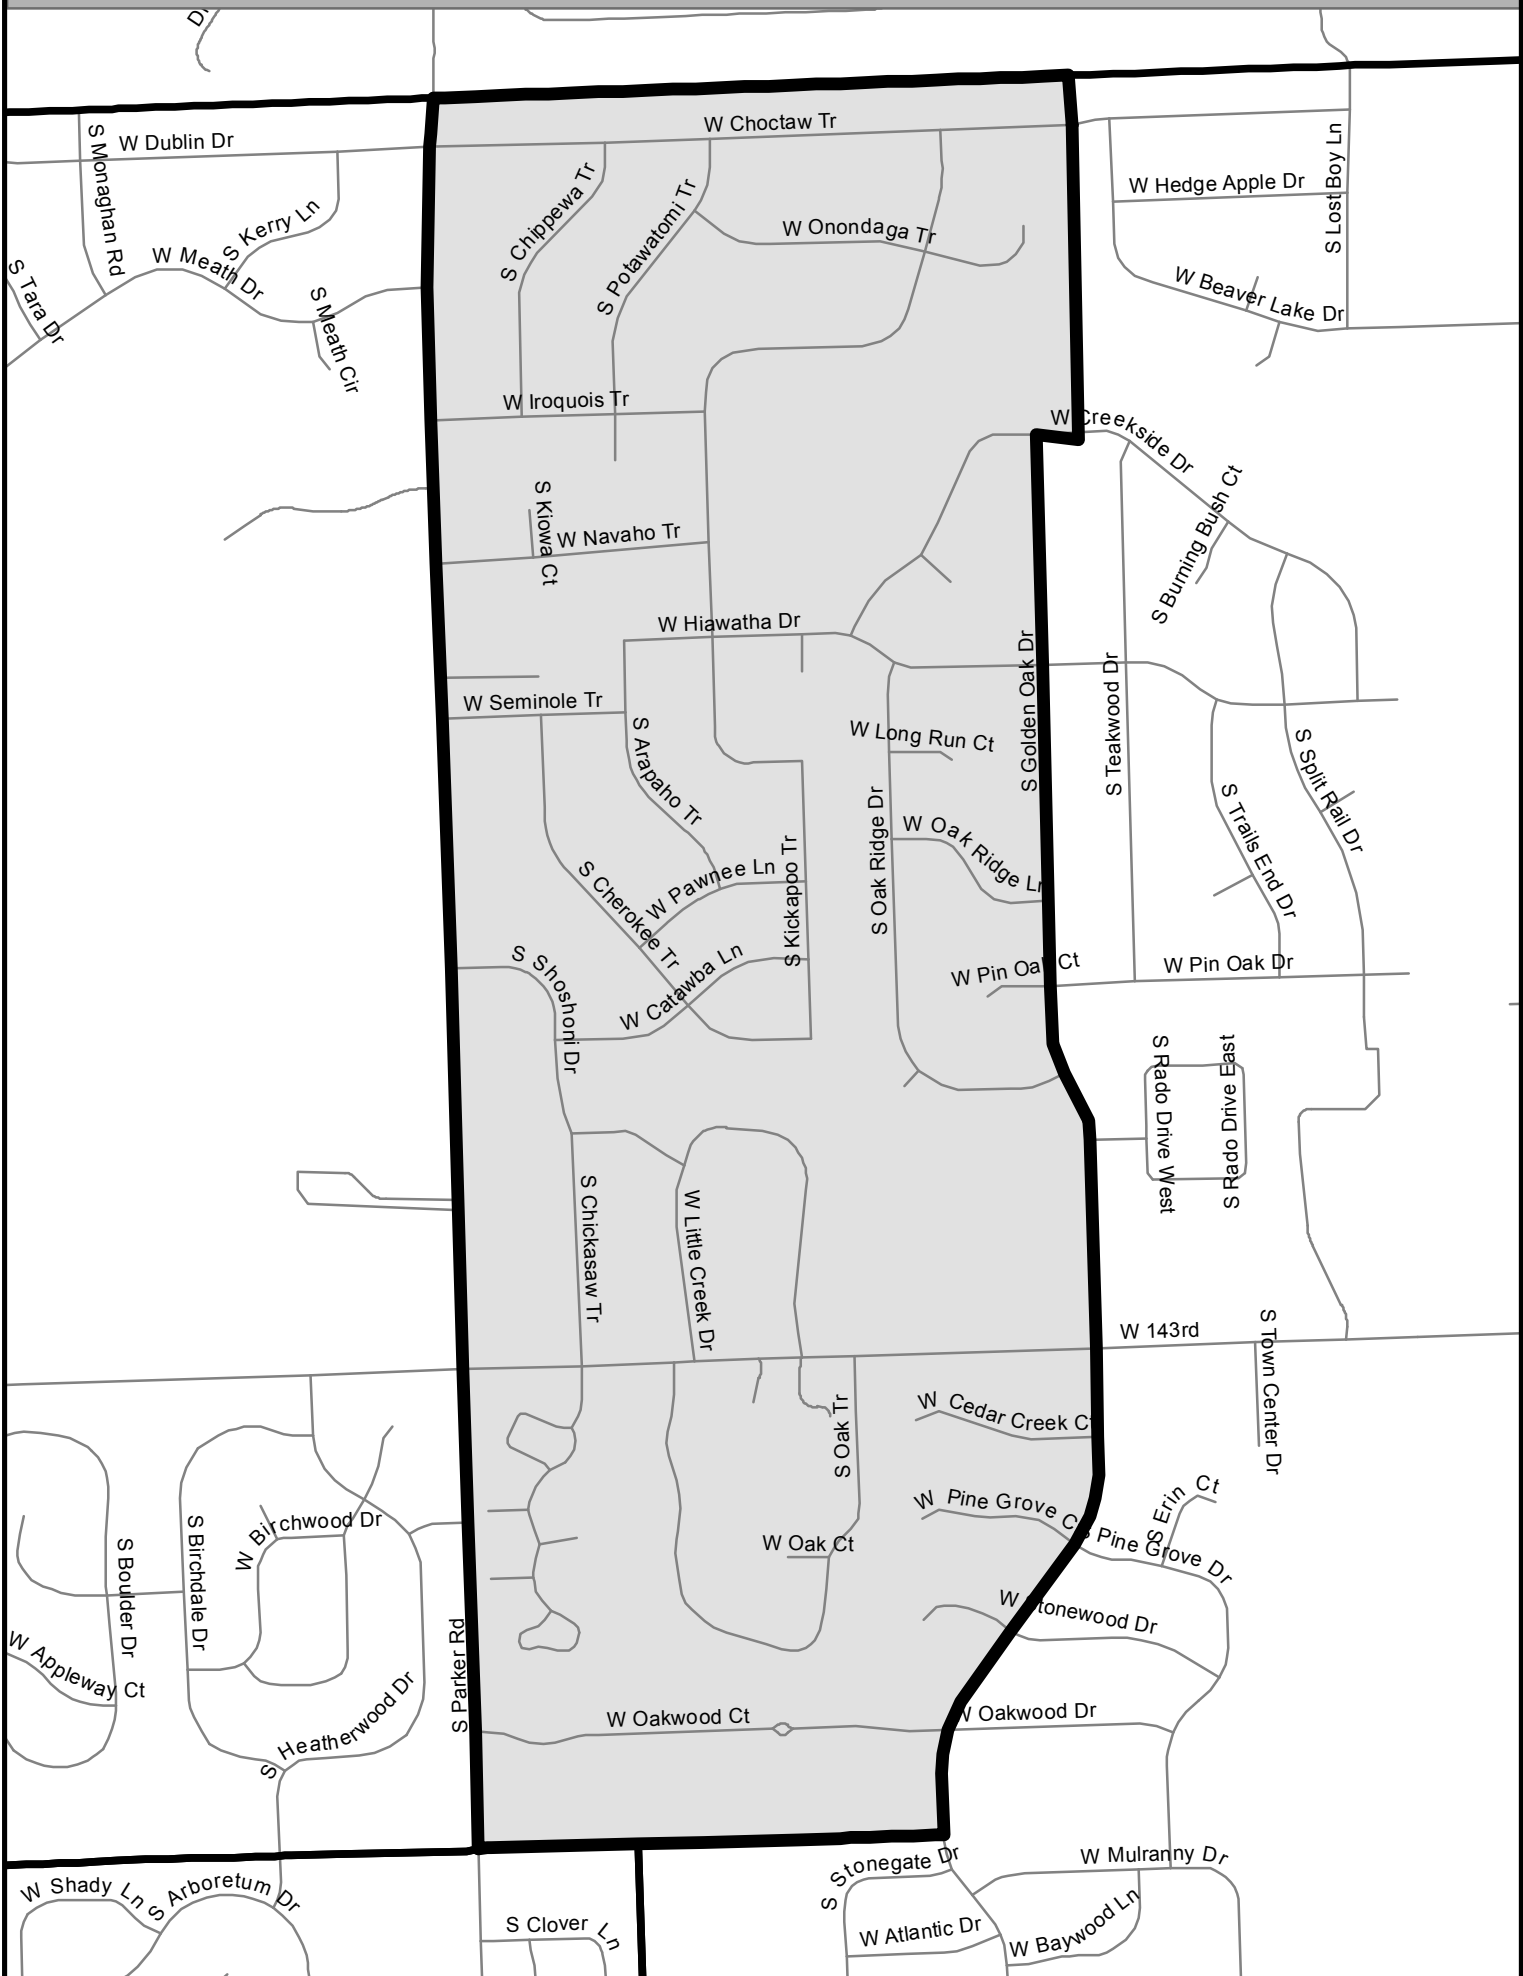 Dr
W Choctaw Tr
W Dublin Dr
S Monaghan Rd
S Lost Boy Ln
W Hedge Apple Dr
S Chippewa Tr
S Potawatomi Tr
S Kerry Ln
W Onondaga Tr
W Meath Dr
S Tara Dr
S Meath Cir
W Beaver Lake Dr
W Iroquois Tr
W Creekside Dr
S Burning Bush Ct
S Kiowa Ct
W Navaho Tr
W Hiawatha Dr
S Golden Oak Dr
S Teakwood Dr
W Seminole Tr
S Arapaho Tr
W Long Run Ct
S Split Rail Dr
S Trails End Dr
S Oak Ridge Dr
W Oak Ridge Ln
S Kickapoo Tr
W Pawnee Ln
S Cherokee Tr
S Shoshoni Dr
W Catawba Ln
W Pin Oak Ct
W Pin Oak Dr
S Rado Drive West
S Rado Drive East
S Chickasaw Tr
W Little Creek Dr
W 143rd
S Town Center Dr
S Oak Tr
W Cedar Creek Ct
W Pine Grove C
S Pine Grove Dr
S Erin Ct
W Birchwood Dr
S Birchdale Dr
S Boulder Dr
W Oak Ct
W Stonewood Dr
W Appleway Ct
S Heatherwood Dr
S Parker Rd
W Oakwood Ct
W Oakwood Dr
W Shady Ln
S Arboretum Dr
S Clover Ln
S Stonegate Dr
W Mulranny Dr
W Atlantic Dr
W Baywood Ln